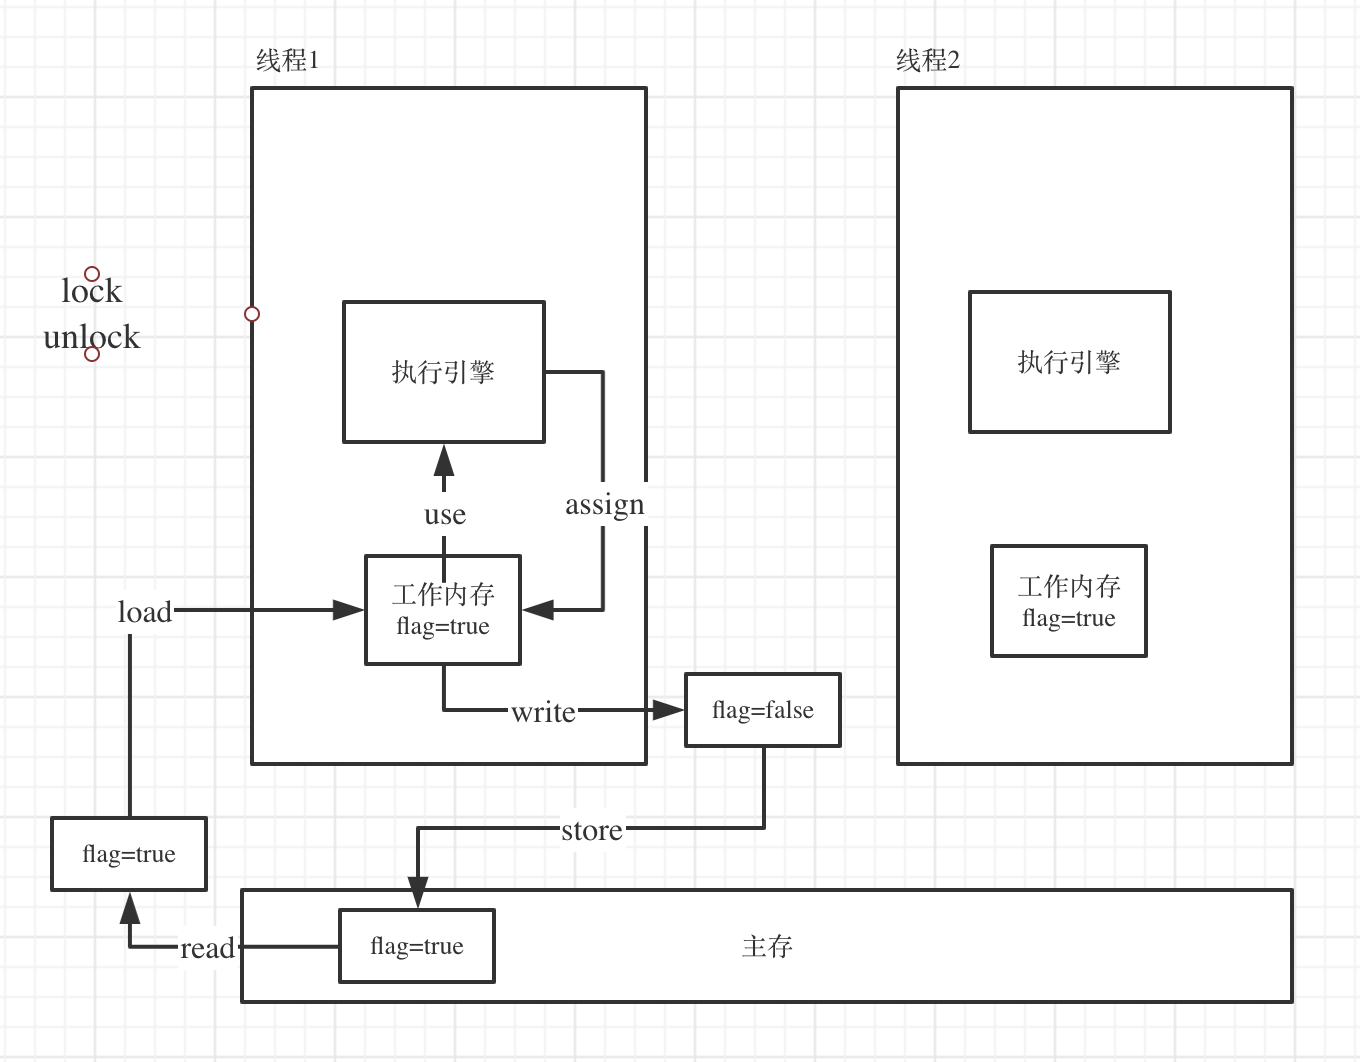 线程1
线程2
lock
unlock
执行引擎
执行引擎
use
assign
工作内存
flag=true
工作内存
flag=true
load
write
flag=false
store
flag=true
read
flag=true
主存